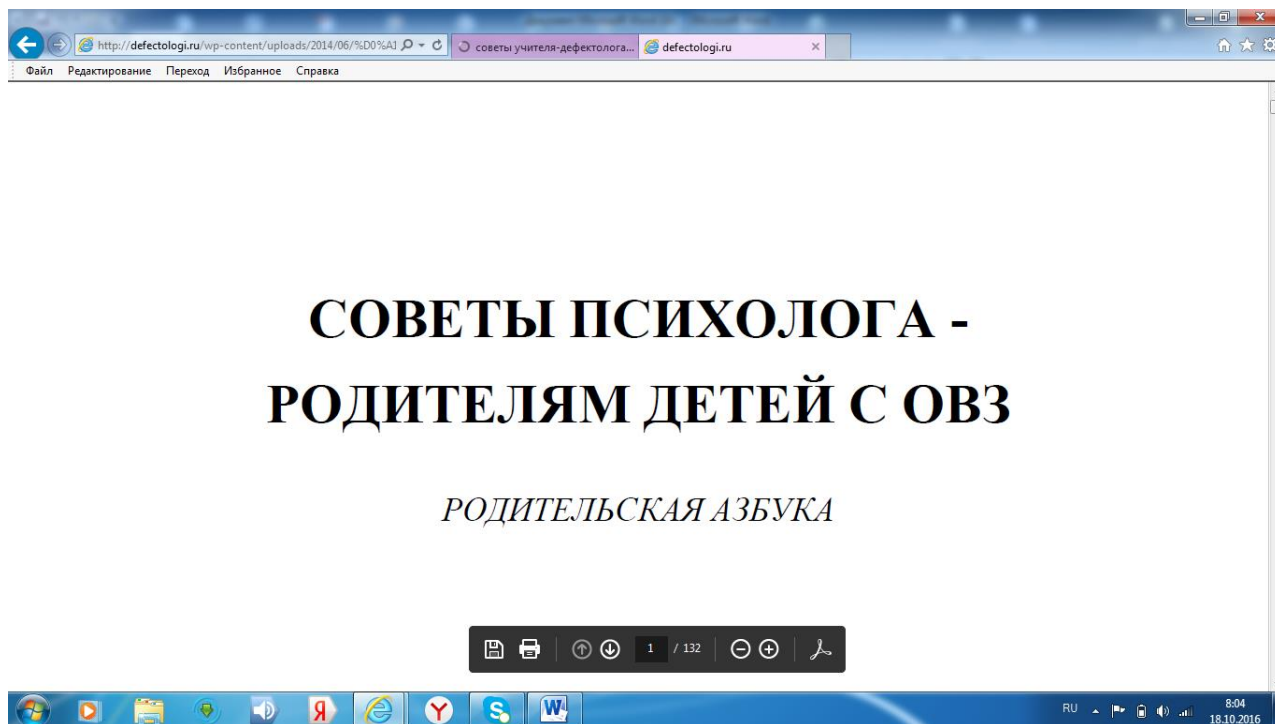 http://defectologi.ru/wp-content/uploads/2014/06/%D0%A1
советы учителя-дефектолога...
defectologi.ru
Файл Редактирование Переход Избранное Справка
СОВЕТЫ ПСИХОЛОГА -
РОДИТЕЛЯМ ДЕТЕЙ С ОВЗ
РОДИТЕЛЬСКАЯ АЗБУКА
1 / 132
RU
8:04
18.10.2016